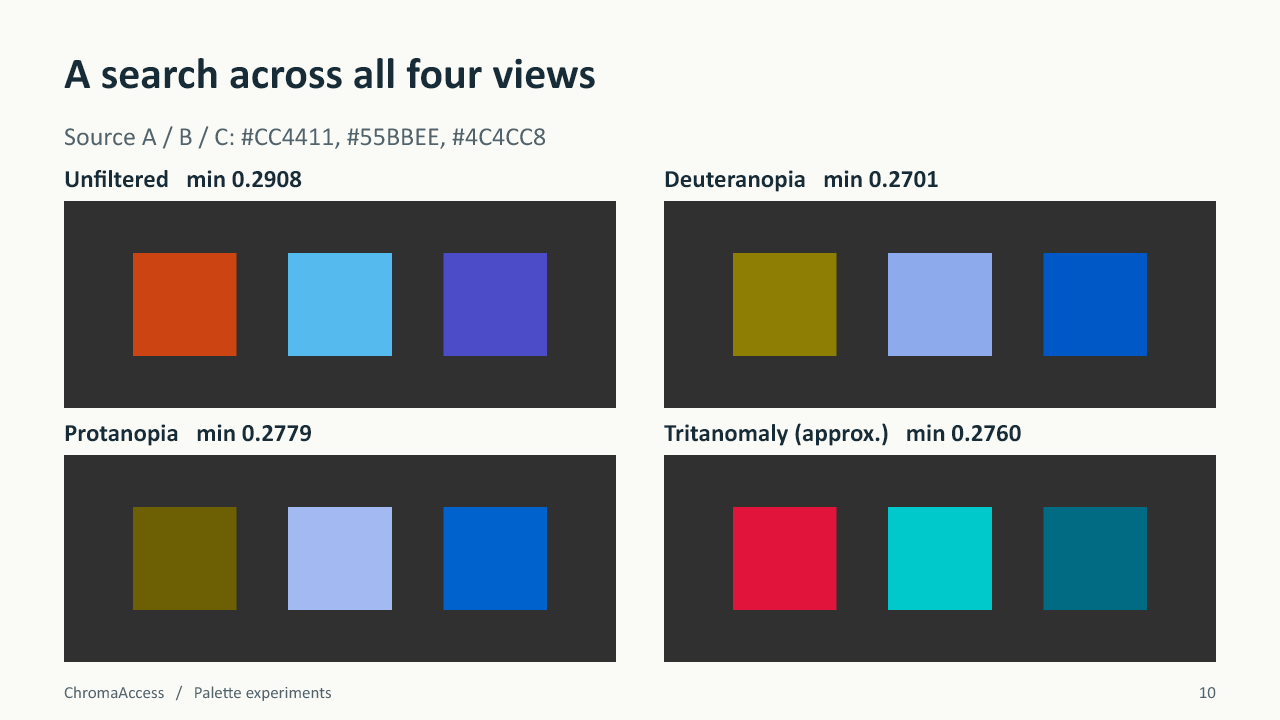 A search across all four views
Source A / B / C: #CC4411, #55BBEE, #4C4CC8
Unfiltered min 0.2908
Deuteranopia min 0.2701
Protanopia min 0.2779
Tritanomaly (approx.) min 0.2760
ChromaAccess / Palette experiments
10